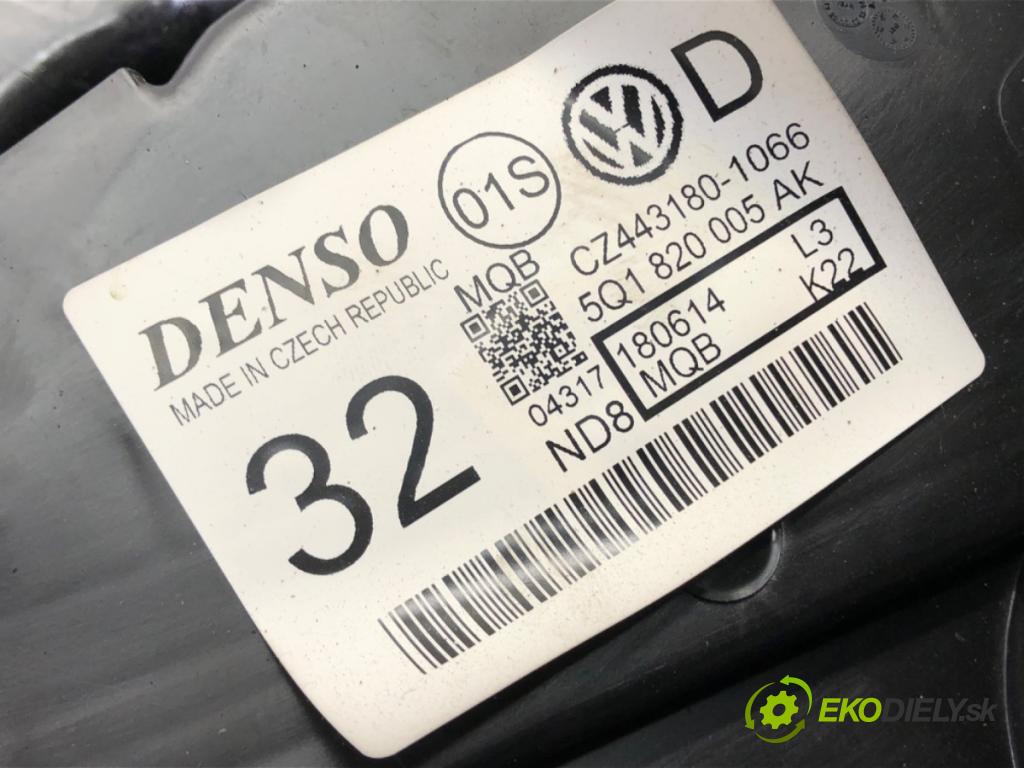 DENSO
MADE IN CZECH REPUBLIC
32
01S
MQB
04317
ND8
D
CZ443180-1066
5Q1 820 005 AK
180614 L3
MQB K22
EKODIELY.sk